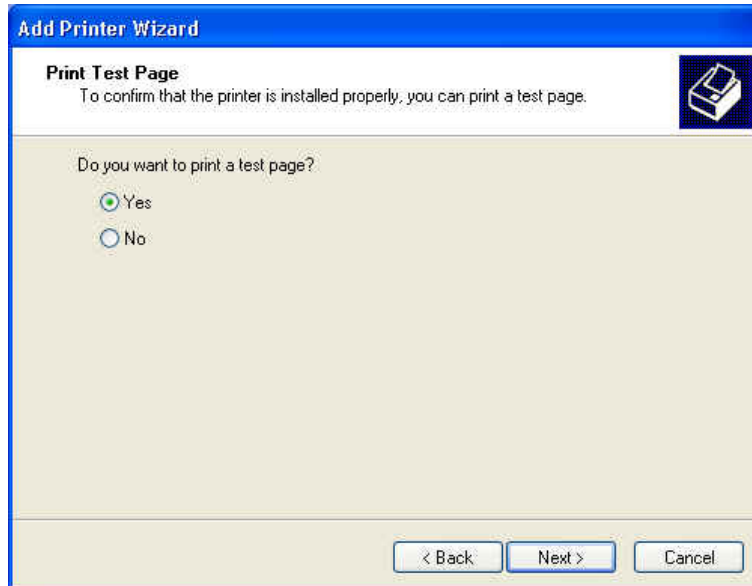 Add Printer Wizard
Print Test Page
To confirm that the printer is installed properly, you can print a test page.
Do you want to print a test page?
Yes
No
< Back Next > Cancel